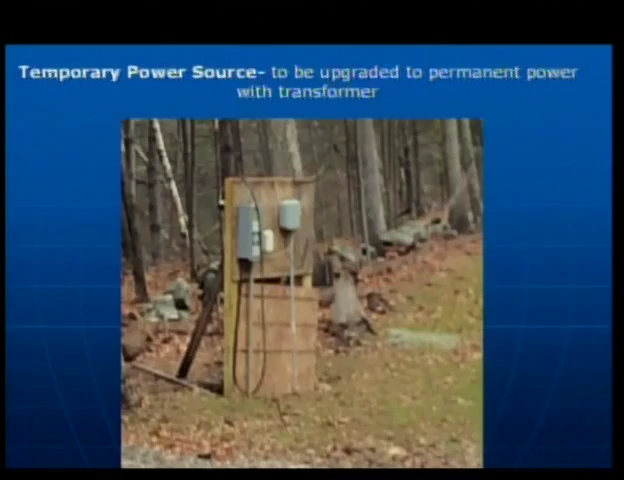 Temporary Power Source- to be upgraded to permanent power
with transformer